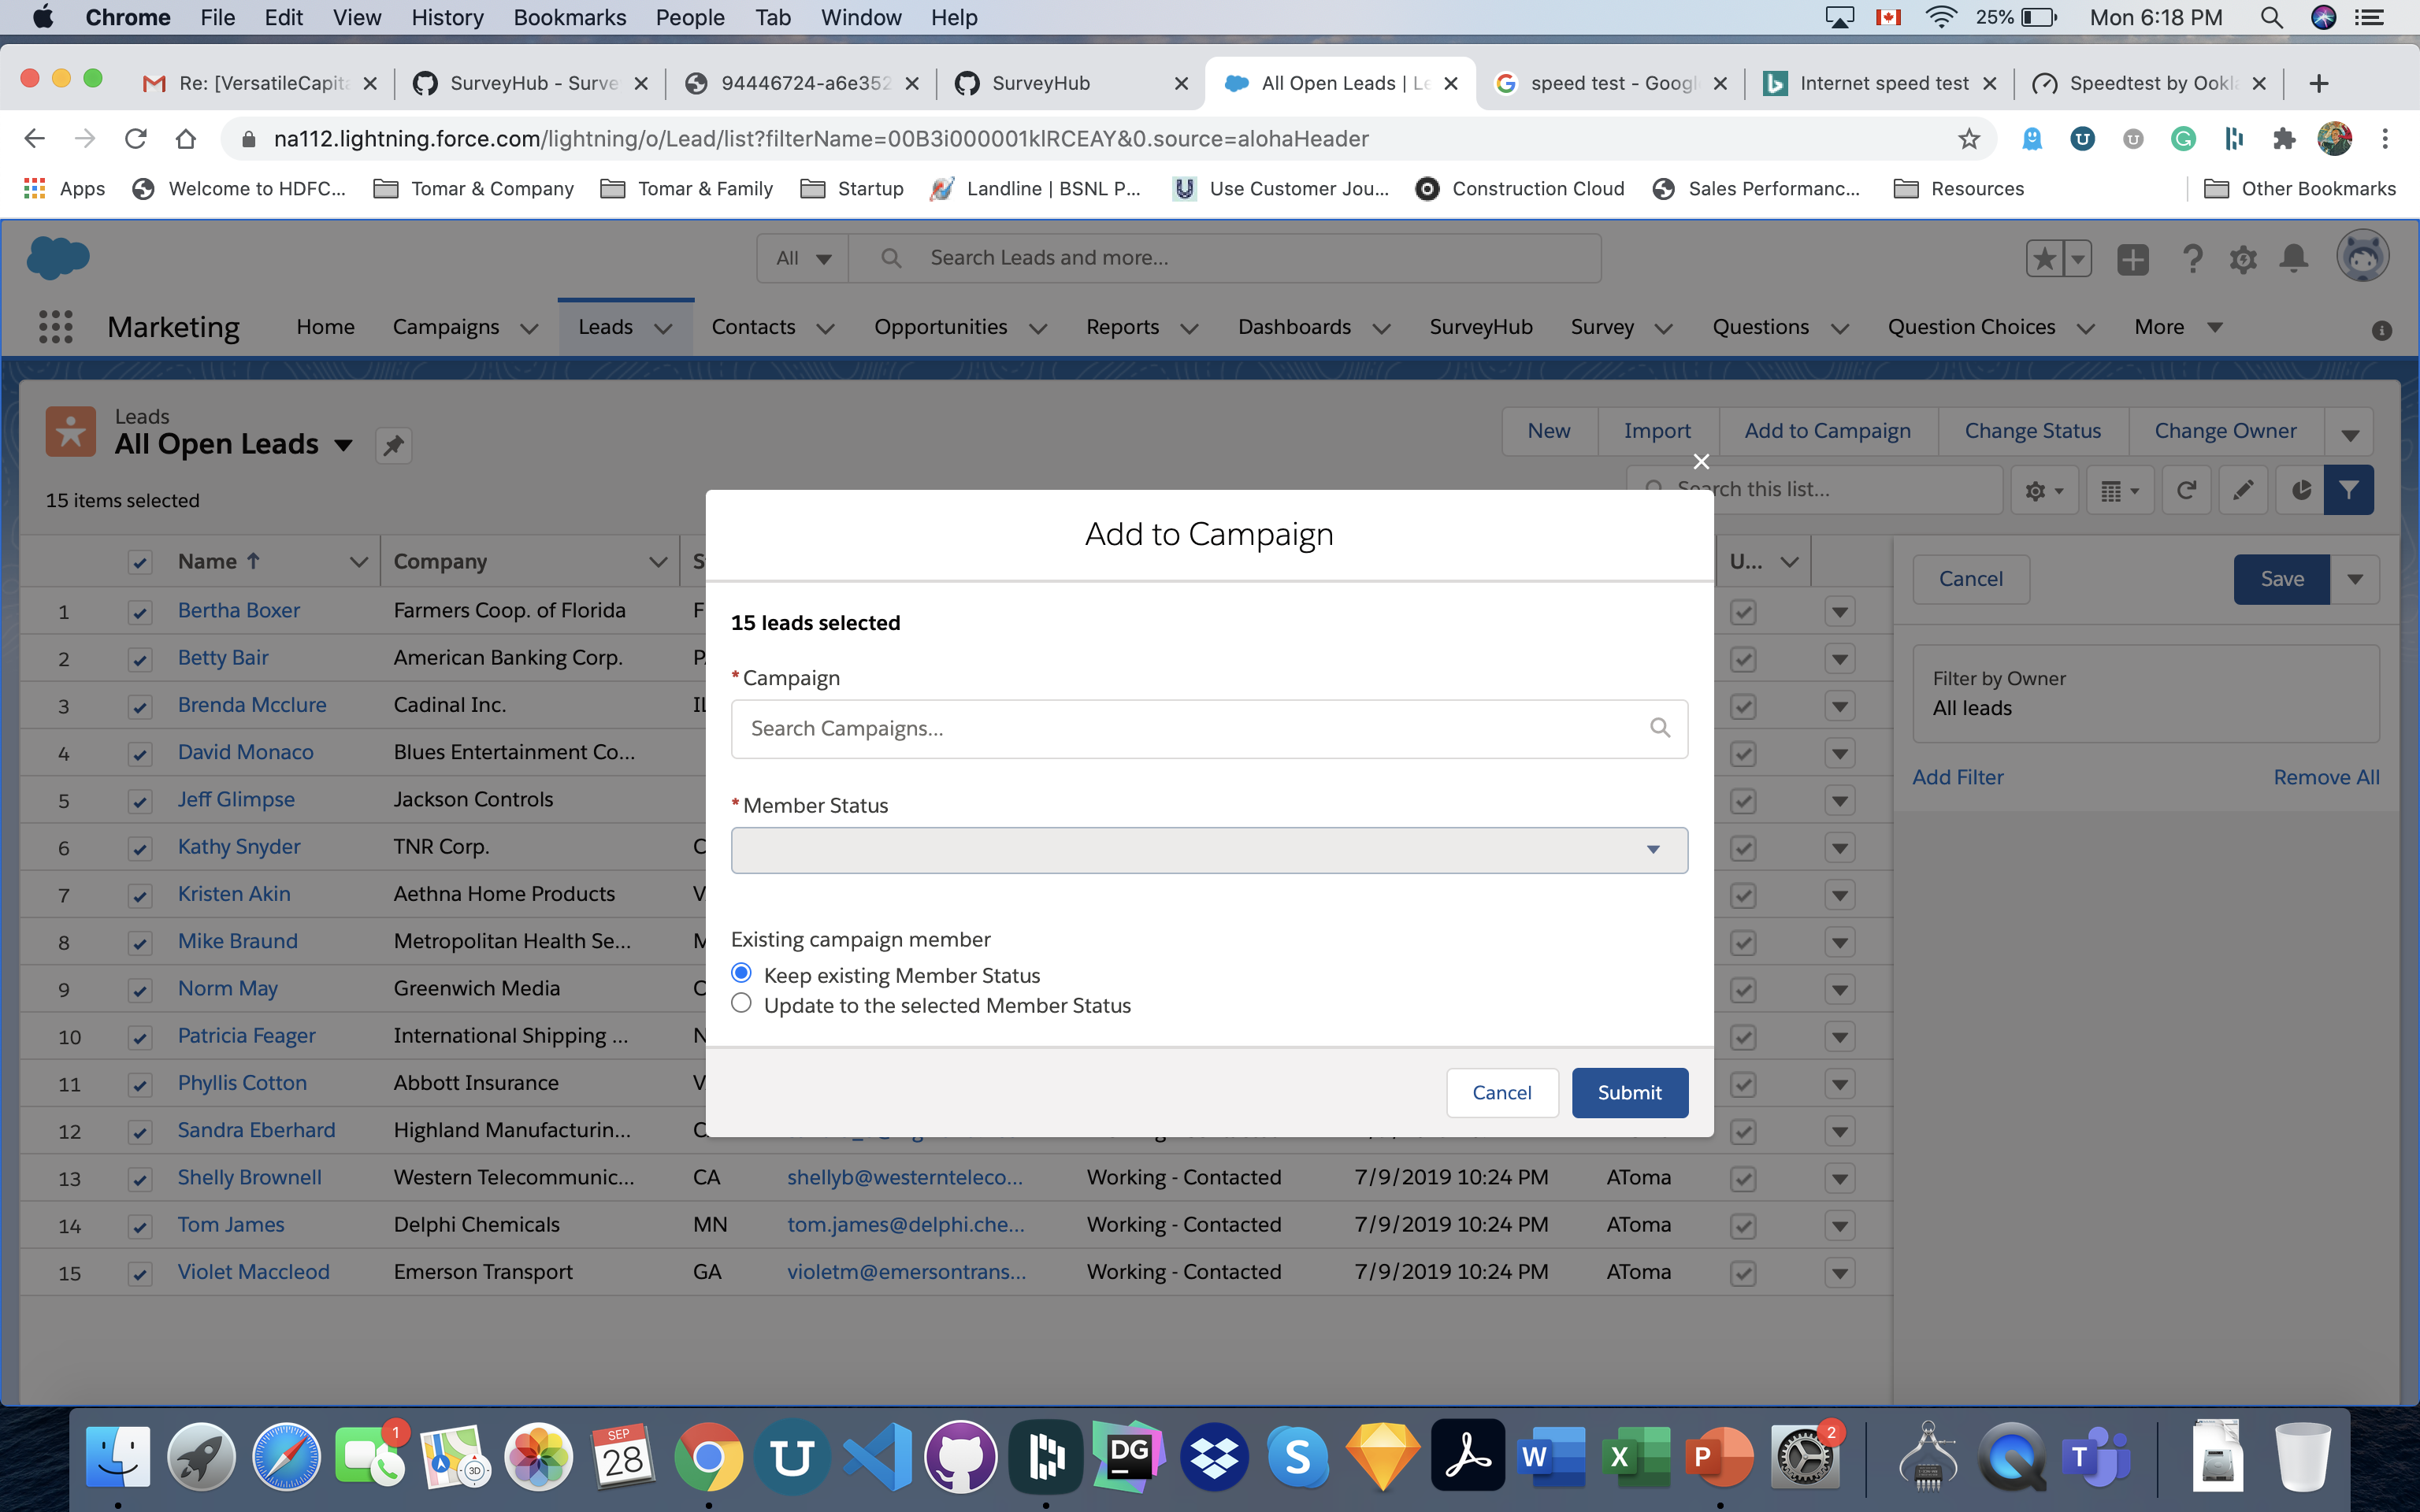 Chrome File Edit View History Bookmarks People Tab Window Help 25% Mon 6:18 PM
Re: [VersatileCapita SurveyHub - Surve 94446724-a6e352 SurveyHub All Open Leads | Le speed test - Googl Internet speed test Speedtest by Ookla
na112.lightning.force.com/lightning/o/Lead/list?filterName=00B3i000001klRCEAY&0.source=alohaHeader
Apps Welcome to HDFC... Tomar & Company Tomar & Family Startup Landline | BSNL P... Use Customer Jou... Construction Cloud Sales Performanc... Resources Other Bookmarks
All Search Leads and more...
Marketing Home Campaigns Leads Contacts Opportunities Reports Dashboards SurveyHub Survey Questions Question Choices More
Leads
All Open Leads
New Import Add to Campaign Change Status Change Owner
15 items selected
Search this list...
Name Company U...
1 Bertha Boxer Farmers Coop. of Florida
2 Betty Bair American Banking Corp.
3 Brenda Mcclure Cadinal Inc.
4 David Monaco Blues Entertainment Co...
5 Jeff Glimpse Jackson Controls
6 Kathy Snyder TNR Corp.
7 Kristen Akin Aethna Home Products
8 Mike Braund Metropolitan Health Se...
9 Norm May Greenwich Media
10 Patricia Feager International Shipping ...
11 Phyllis Cotton Abbott Insurance
12 Sandra Eberhard Highland Manufacturin...
13 Shelly Brownell Western Telecommunic... CA shellyb@westernteleco... Working - Contacted 7/9/2019 10:24 PM AToma
14 Tom James Delphi Chemicals MN tom.james@delphi.che... Working - Contacted 7/9/2019 10:24 PM AToma
15 Violet Maccleod Emerson Transport GA violetm@emersontrans... Working - Contacted 7/9/2019 10:24 PM AToma
Add to Campaign
15 leads selected
* Campaign
Search Campaigns...
* Member Status
Existing campaign member
Keep existing Member Status
Update to the selected Member Status
Cancel Submit
Cancel Save
Filter by Owner
All leads
Add Filter Remove All
1 3D SEP 28 U DG S W X P 2 T